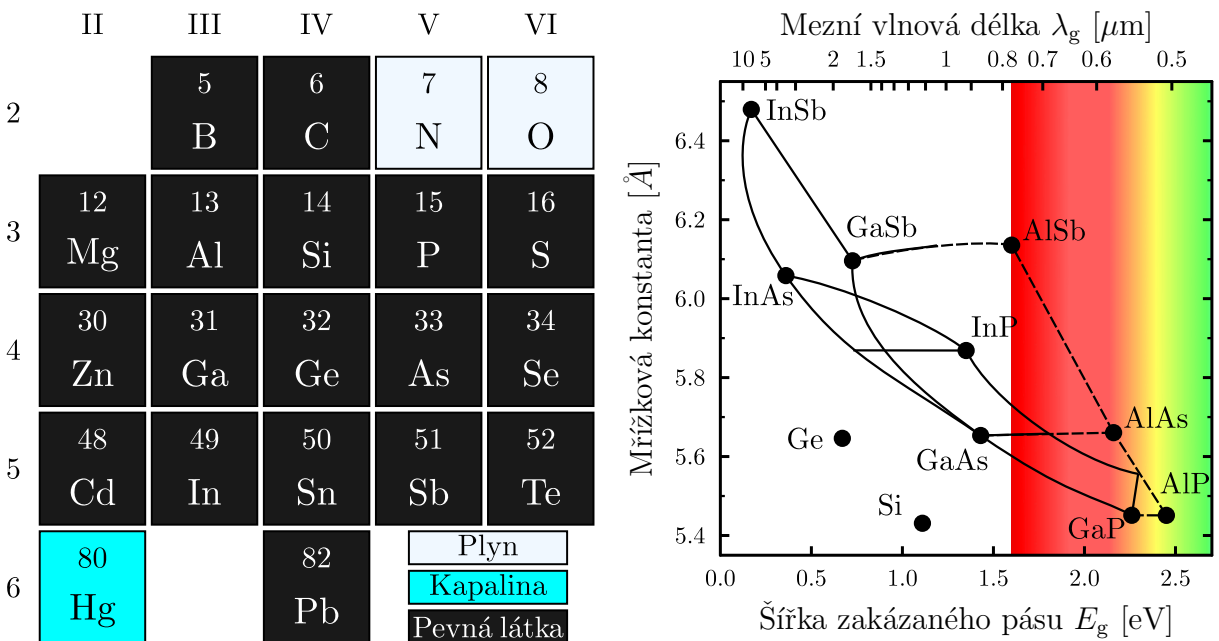 II III IV V VI
2
5 6 7 8
B C N O
3
12 13 14 15 16
Mg Al Si P S
4
30 31 32 33 34
Zn Ga Ge As Se
5
48 49 50 51 52
Cd In Sn Sb Te
6
80 82
Hg Pb
Plyn
Kapalina
Pevná látka
Mezní vlnová délka λg [μm]
10 5 2 1.5 1 0.8 0.7 0.6 0.5
Mřížková konstanta [Å]
6.4
6.2
6.0
5.8
5.6
5.4
InSb
GaSb
AlSb
InAs
InP
Ge
GaAs
AlAs
Si
AlP
GaP
0.0 0.5 1.0 1.5 2.0 2.5
Šířka zakázaného pásu Eg [eV]